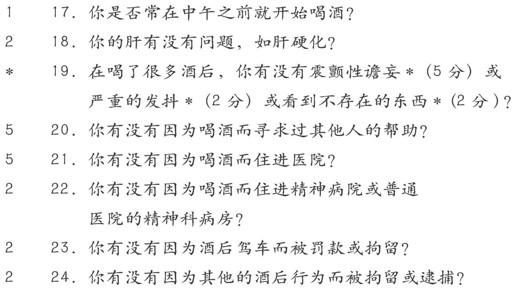 1 17. 你是否常在中午之前就开始喝酒?
2 18. 你的肝有没有问题，如肝硬化?
* 19. 在喝了很多酒后，你有没有震颤性谵妄*(5分)或
严重的发抖*(2分)或看到不存在的东西*(2分)?
5 20. 你有没有因为喝酒而寻求过其他人的帮助?
5 21. 你有没有因为喝酒而住进医院?
2 22. 你有没有因为喝酒而住进精神病院或普通
医院的精神科病房?
2 23. 你有没有因为酒后驾车而被罚款或拘留?
2 24. 你有没有因为其他的酒后行为而被拘留或逮捕?